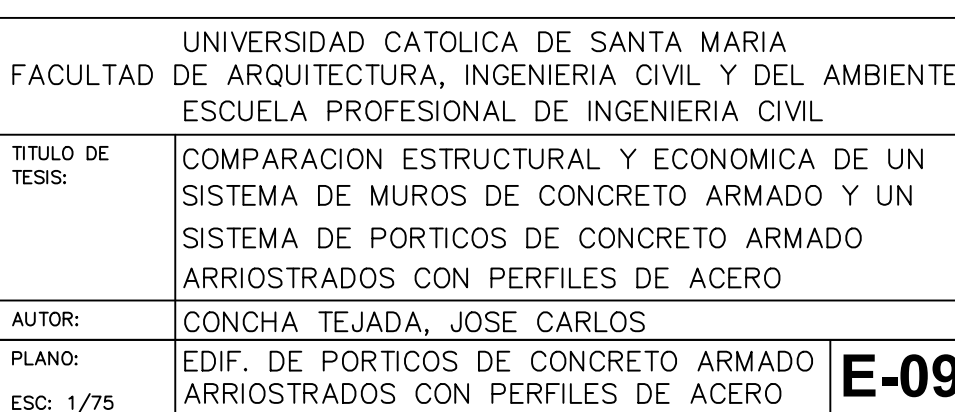 UNIVERSIDAD CATOLICA DE SANTA MARIA
FACULTAD DE ARQUITECTURA, INGENIERIA CIVIL Y DEL AMBIENTE
ESCUELA PROFESIONAL DE INGENIERIA CIVIL
TITULO DE
TESIS:
COMPARACION ESTRUCTURAL Y ECONOMICA DE UN
SISTEMA DE MUROS DE CONCRETO ARMADO Y UN
SISTEMA DE PORTICOS DE CONCRETO ARMADO
ARRIOSTRADOS CON PERFILES DE ACERO
AUTOR:
CONCHA TEJADA, JOSE CARLOS
PLANO:
ESC: 1/75
EDIF. DE PORTICOS DE CONCRETO ARMADO
ARRIOSTRADOS CON PERFILES DE ACERO
E-09